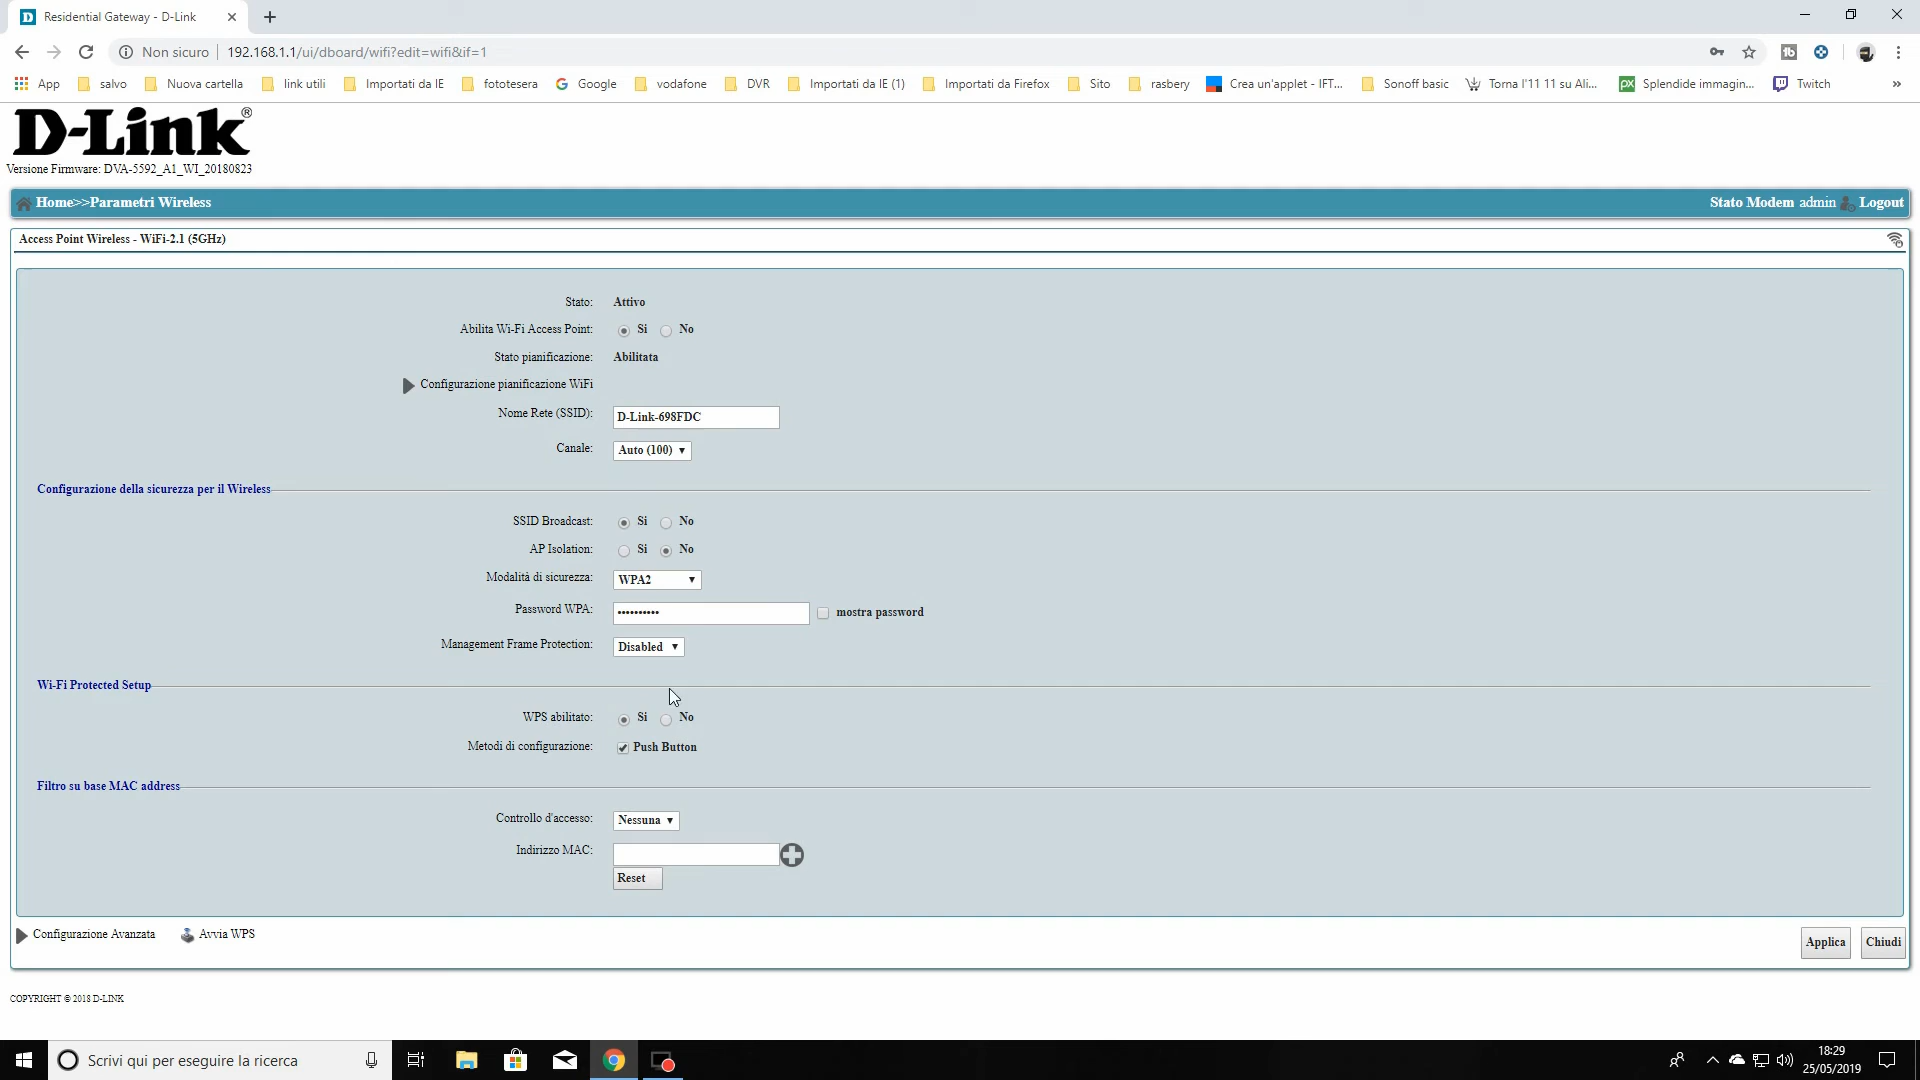 Residential Gateway - D-Link
Non sicuro 192.168.1.1/ui/dboard/wifi?edit=wifi&if=1
App salvo Nuova cartella link utili Importati da IE fototesera Google vodafone DVR Importati da IE (1) Importati da Firefox Sito rasbery Crea un'applet - IFT... Sonoff basic Torna l'11 11 su Ali... Splendide immagin... Twitch »
D-Link®
Versione Firmware: DVA-5592_A1_WI_20180823
Home>>Parametri Wireless Stato Modem admin Logout
Access Point Wireless - WiFi-2.1 (5GHz)
Stato: Attivo
Abilita Wi-Fi Access Point: Si No
Stato pianificazione: Abilitata
Configurazione pianificazione WiFi
Nome Rete (SSID): D-Link-698FDC
Canale: Auto (100)
Configurazione della sicurezza per il Wireless
SSID Broadcast: Si No
AP Isolation: Si No
Modalità di sicurezza: WPA2
Password WPA: •••••••••• mostra password
Management Frame Protection: Disabled
Wi-Fi Protected Setup
WPS abilitato: Si No
Metodi di configurazione: Push Button
Filtro su base MAC address
Controllo d'accesso: Nessuna
Indirizzo MAC:
Reset
Configurazione Avanzata Avvia WPS Applica Chiudi
COPYRIGHT © 2018 D-LINK
Scrivi qui per eseguire la ricerca
18:29
25/05/2019